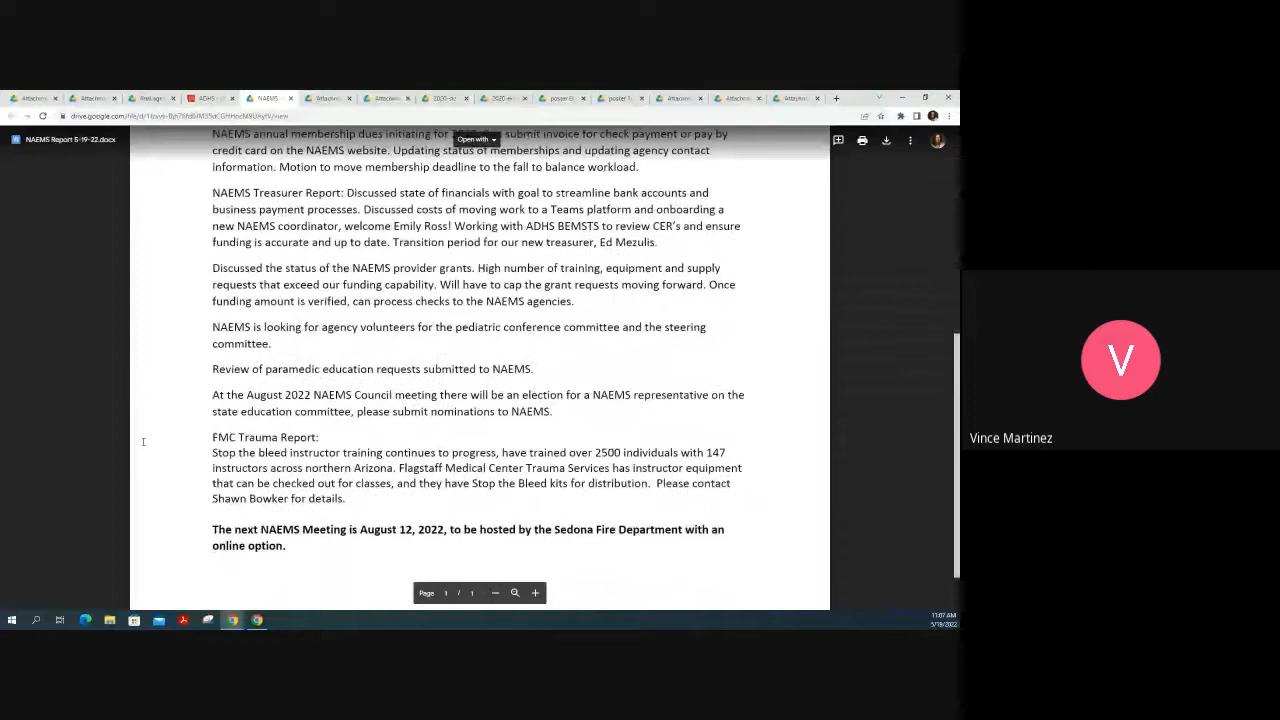 NAEMS
ADHS
NAEMS Report 5-19-22.docx
Open with
NAEMS annual membership dues initiating for submit invoice for check payment or pay by
credit card on the NAEMS website. Updating status of memberships and updating agency contact
information. Motion to move membership deadline to the fall to balance workload.
NAEMS Treasurer Report: Discussed state of financials with goal to streamline bank accounts and
business payment processes. Discussed costs of moving work to a Teams platform and onboarding a
new NAEMS coordinator, welcome Emily Ross! Working with ADHS BEMSTS to review CER's and ensure
funding is accurate and up to date. Transition period for our new treasurer, Ed Mezulis.
Discussed the status of the NAEMS provider grants. High number of training, equipment and supply
requests that exceed our funding capability. Will have to cap the grant requests moving forward. Once
funding amount is verified, can process checks to the NAEMS agencies.
NAEMS is looking for agency volunteers for the pediatric conference committee and the steering
committee.
Review of paramedic education requests submitted to NAEMS.
At the August 2022 NAEMS Council meeting there will be an election for a NAEMS representative on the
state education committee, please submit nominations to NAEMS.
FMC Trauma Report:
Stop the bleed instructor training continues to progress, have trained over 2500 individuals with 147
instructors across northern Arizona. Flagstaff Medical Center Trauma Services has instructor equipment
that can be checked out for classes, and they have Stop the Bleed kits for distribution. Please contact
Shawn Bowker for details.
The next NAEMS Meeting is August 12, 2022, to be hosted by the Sedona Fire Department with an
online option.
Page 1 / 1
11:07 AM
5/19/2022
V
Vince Martinez